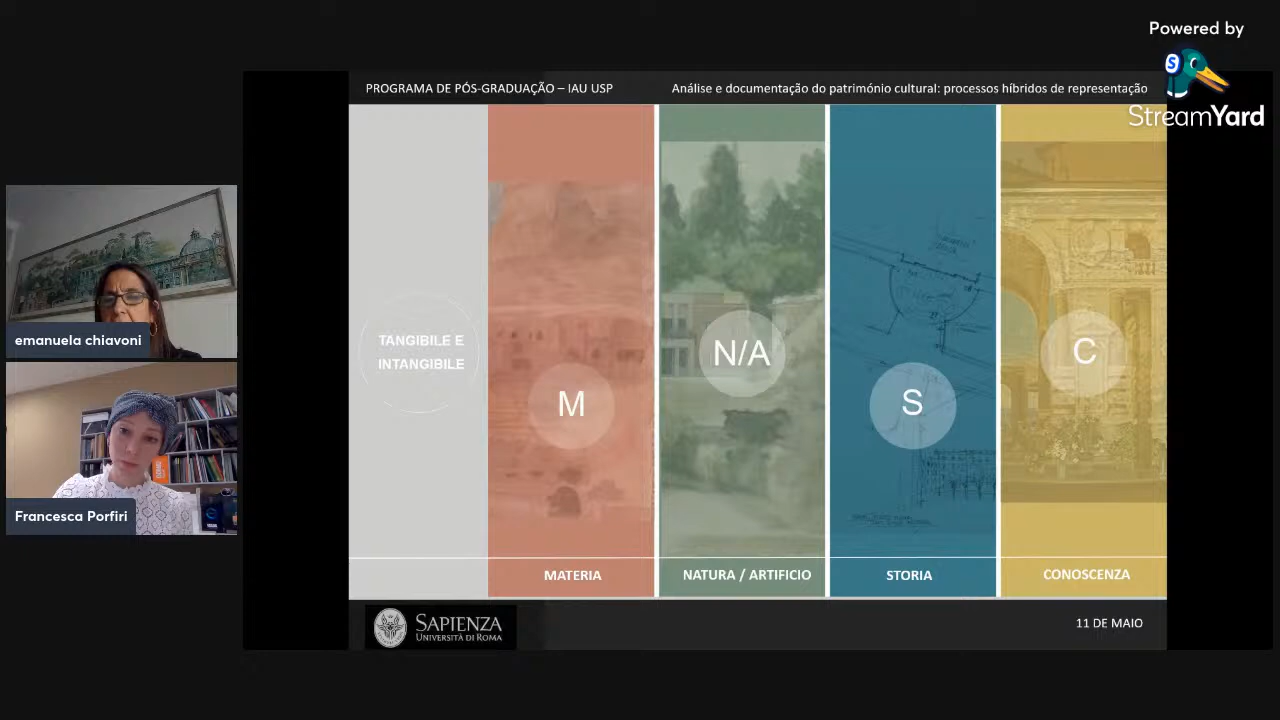 Powered by
S
StreamYard
PROGRAMA DE PÓS-GRADUAÇÃO – IAU USP
Análise e documentação do património cultural: processos híbridos de representação
emanuela chiavoni
Francesca Porfiri
TANGIBILE E
INTANGIBILE
M
N/A
S
C
MATERIA
NATURA / ARTIFICIO
STORIA
CONOSCENZA
SAPIENZA
UNIVERSITÀ DI ROMA
11 DE MAIO